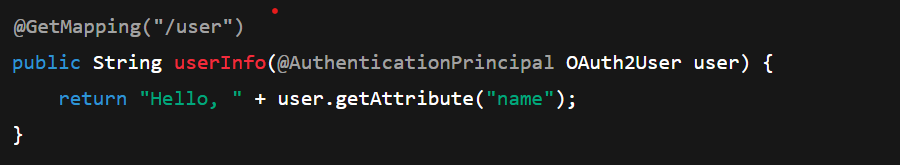 @GetMapping("/user")
public String userInfo(@AuthenticationPrincipal OAuth2User user) {
    return "Hello, " + user.getAttribute("name");
}